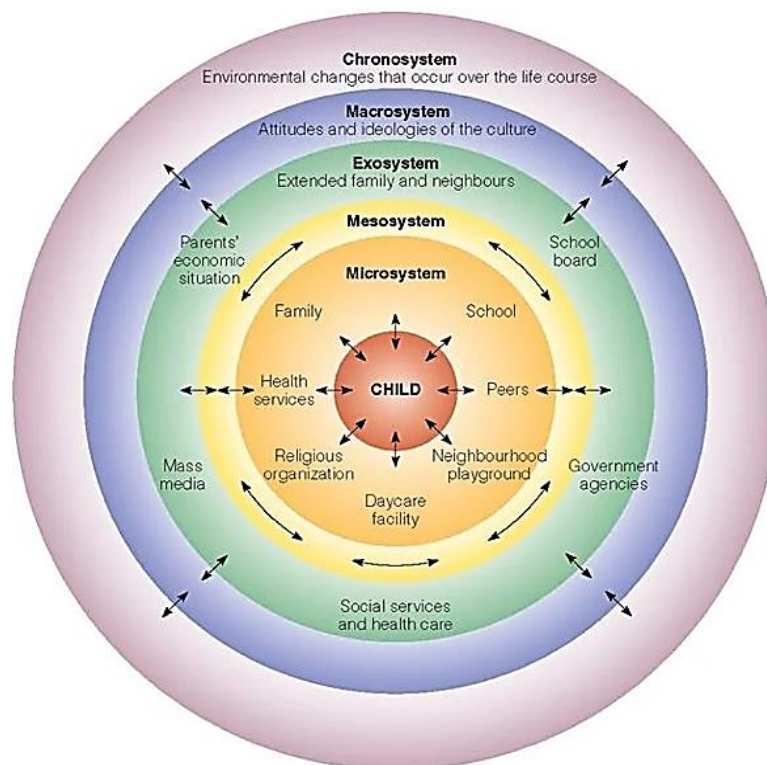 Chronosystem
Environmental changes that occur over the life course
Macrosystem
Attitudes and ideologies of the culture
Exosystem
Extended family and neighbours
Mesosystem
Parents'
economic
situation
School
board
Microsystem
Family
School
Health
services
CHILD
Peers
Religious
organization
Neighbourhood
playground
Mass
media
Government
agencies
Daycare
facility
Social services
and health care